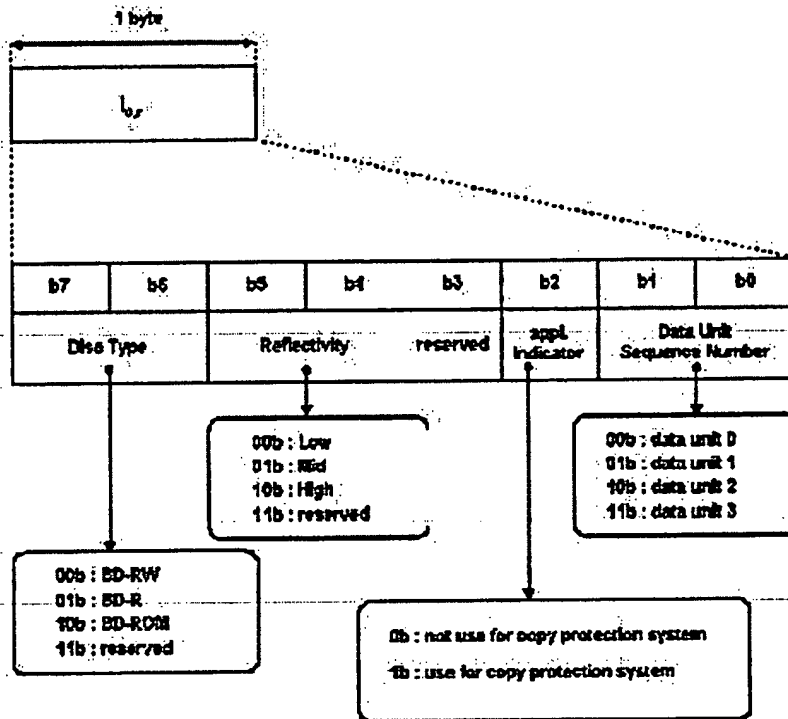 1 byte
I0,r
b7 b6 b5 b4 b3 b2 b1 b0
Disc Type Reflectivity reserved appl. Indicator Data Unit Sequence Number
00b : Low
01b : Mid
10b : High
11b : reserved
00b : data unit 0
01b : data unit 1
10b : data unit 2
11b : data unit 3
00b : BD-RW
01b : BD-R
10b : BD-ROM
11b : reserved
0b : not use for copy protection system
1b : use for copy protection system